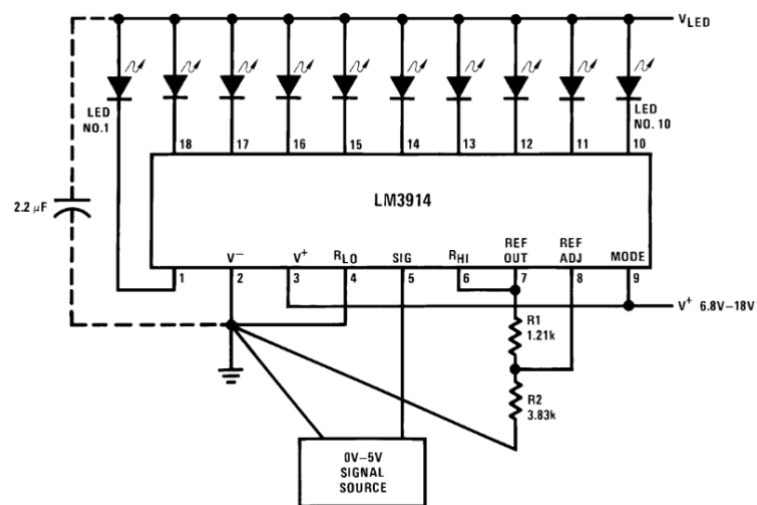 V LED
LED
NO.1
LED
NO. 10
18 17 16 15 14 13 12 11 10
LM3914
2.2 μF
V⁻ V⁺ RLO SIG RHI REF OUT REF ADJ MODE
1 2 3 4 5 6 7 8 9
V⁺ 6.8V–18V
R1
1.21k
R2
3.83k
0V–5V
SIGNAL
SOURCE